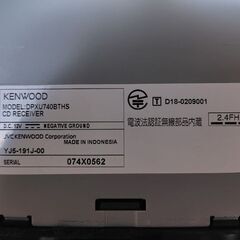 KENWOOD
MODEL:DPXU740BTHS
CD RECEIVER
D.C. 12V NEGATIVE GROUND
JVCKENWOOD Corporation
MADE IN INDONESIA
YJ5-191J-00
SERIAL 074X0562
T D18-0209001
電波法認証無線部品内蔵
2.4FH